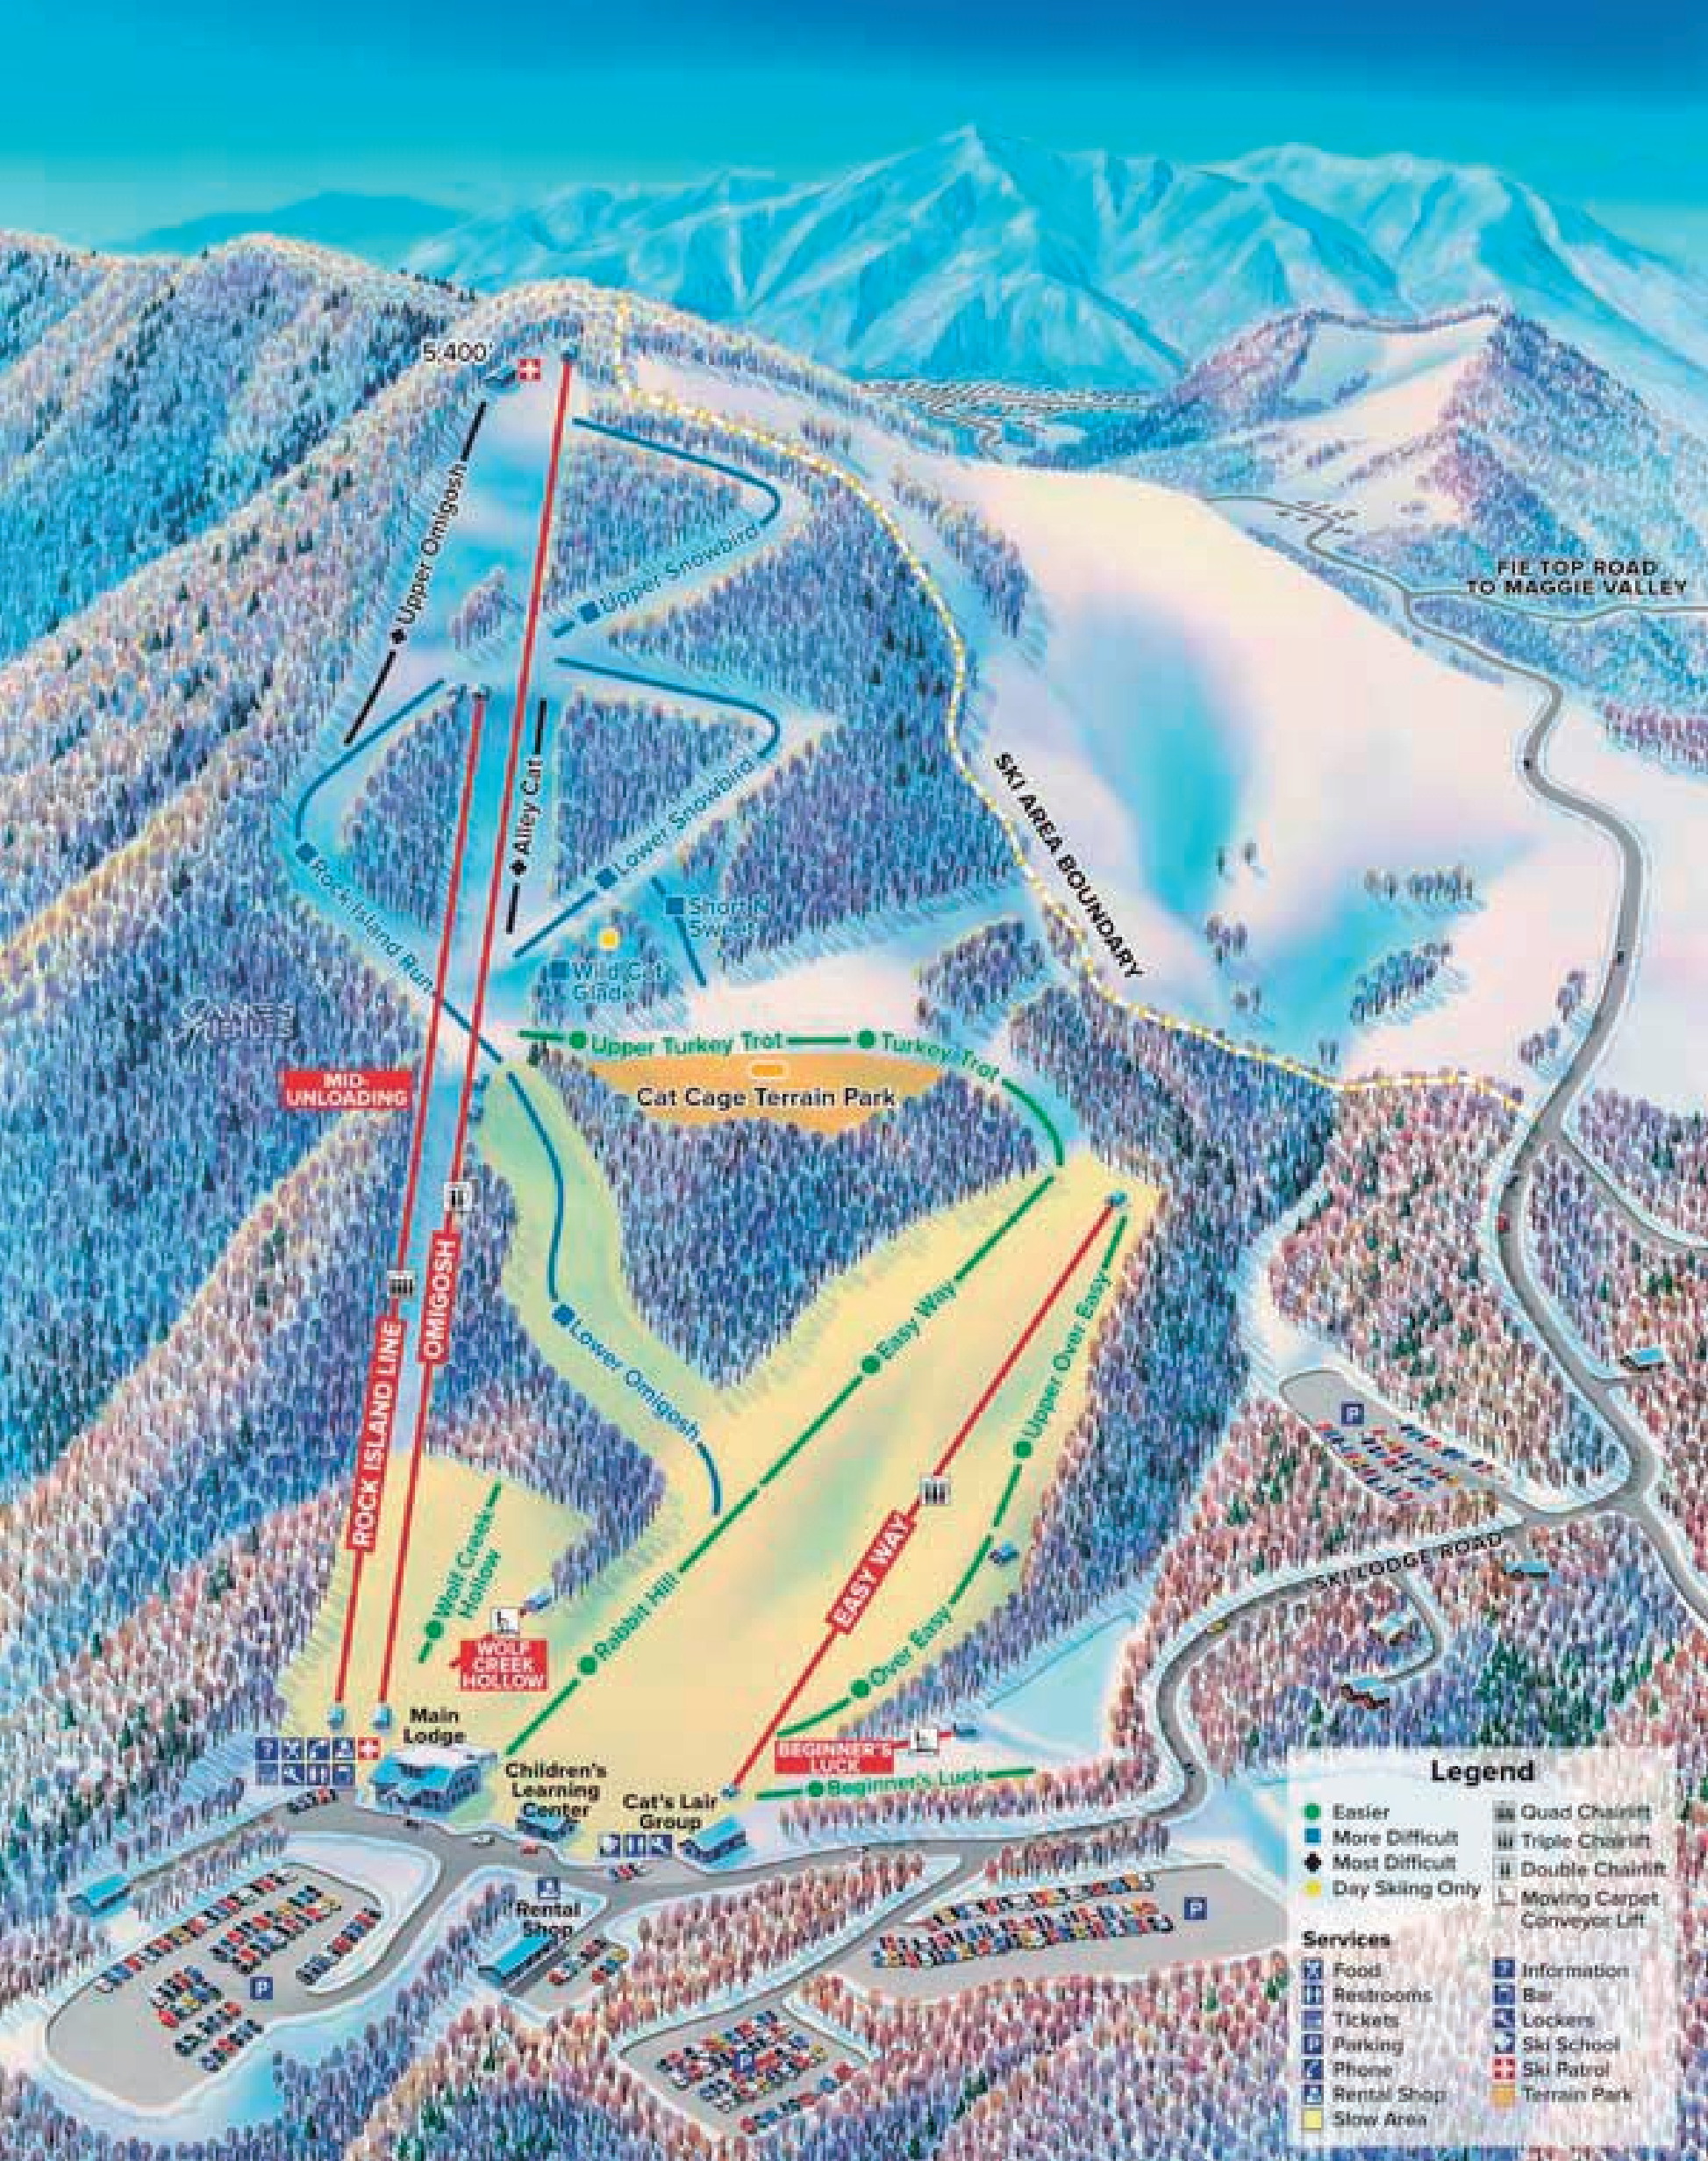 5,400'
Upper Omigosh
Upper Snowbird
FIE TOP ROAD
TO MAGGIE VALLEY
Alley Cat
Lower Snowbird
SKI AREA BOUNDARY
Rock Island Run
Short N
Sweet
Wild Cat
Glade
MID-
UNLOADING
Upper Turkey Trot
Turkey Trot
Cat Cage Terrain Park
OMIGOSH
ROCK ISLAND LINE
Lower Omigosh
Easy Way
Upper Over Easy
P
EASY WAY
SKI LODGE ROAD
Wolf Creek
Hollow
WOLF
CREEK
HOLLOW
Rabbit Hill
Over Easy
Main
Lodge
BEGINNER'S
LUCK
Beginner's Luck
Children's
Learning
Center
Cat's Lair
Group
Rental
Shop
P
P
P
Legend
Easier
More Difficult
Most Difficult
Day Skiing Only
Quad Chairlift
Triple Chairlift
Double Chairlift
Moving Carpet
Conveyor Lift
Services
Food
Restrooms
Tickets
Parking
Phone
Rental Shop
Slow Area
Information
Bar
Lockers
Ski School
Ski Patrol
Terrain Park